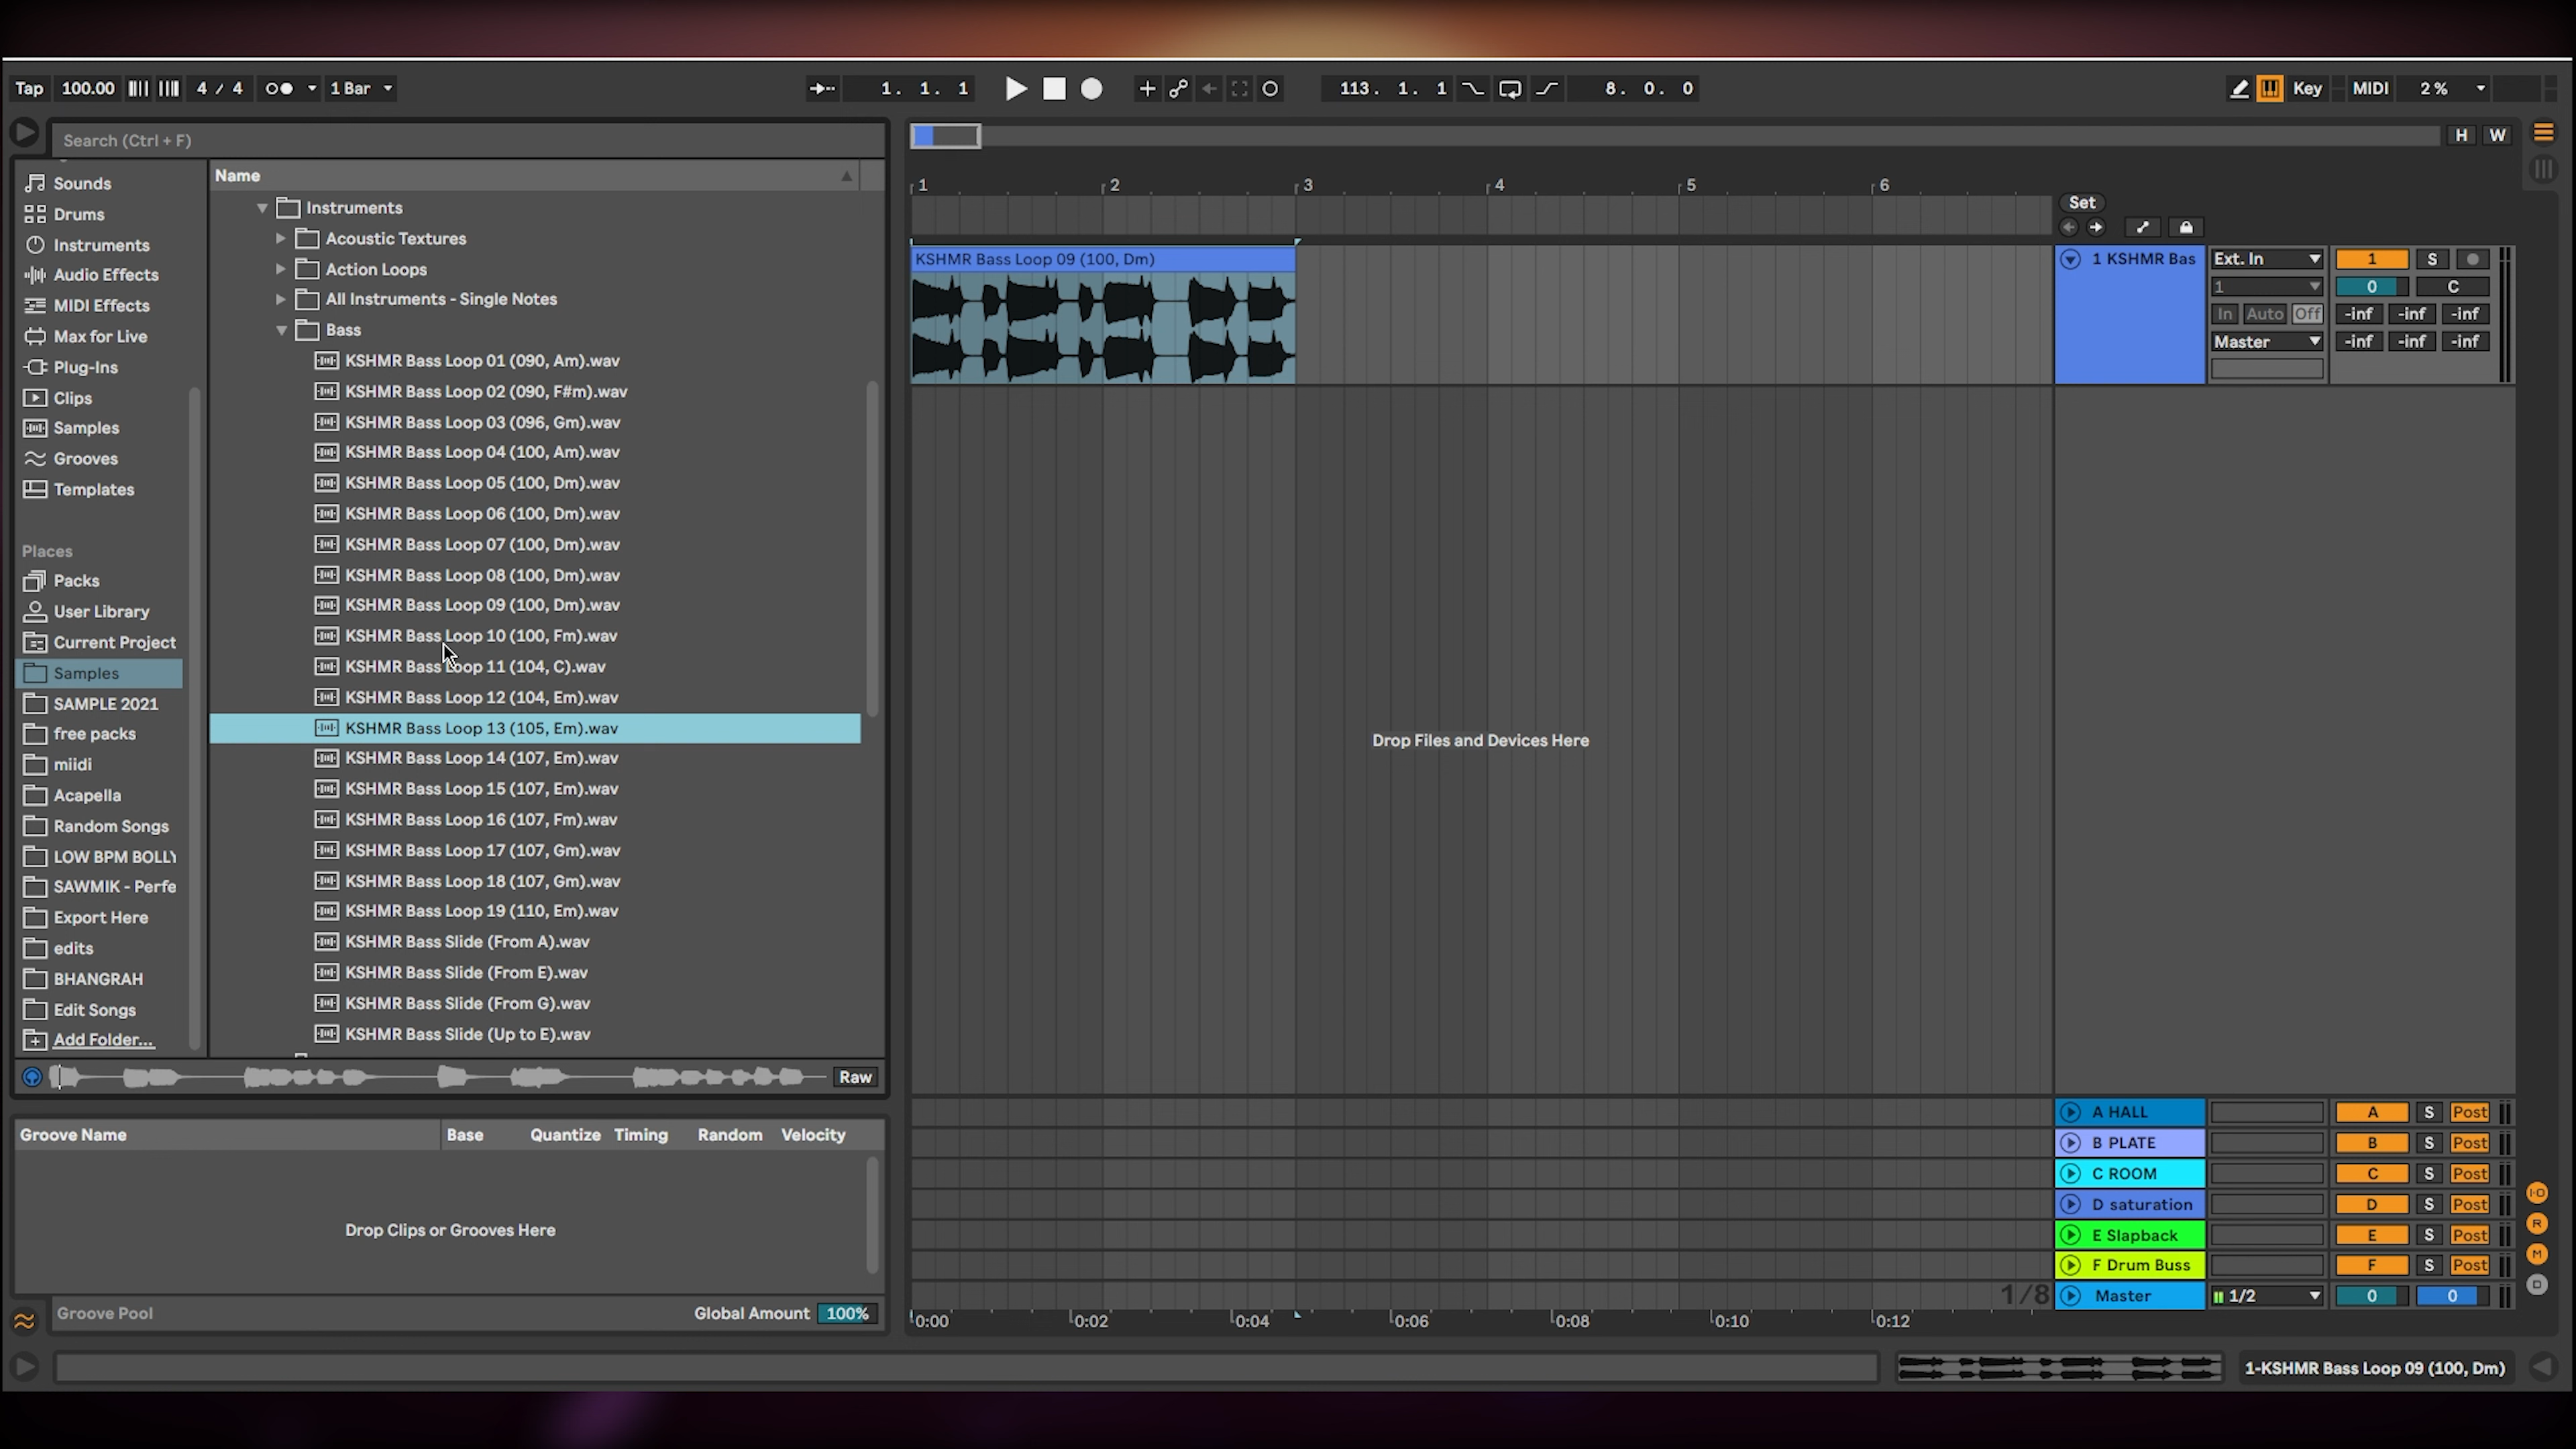 Tap 100.00 4 / 4 1 Bar 1. 1. 1 113. 1. 1 8. 0. 0 Key MIDI 2 %
Search (Ctrl + F)
H W
Sounds
Drums
Instruments
Audio Effects
MIDI Effects
Max for Live
Plug-Ins
Clips
Samples
Grooves
Templates
Places
Packs
User Library
Current Project
Samples
SAMPLE 2021
free packs
miidi
Acapella
Random Songs
LOW BPM BOLLY
SAWMIK - Perfe
Export Here
edits
BHANGRAH
Edit Songs
Add Folder...
Name
Instruments
Acoustic Textures
Action Loops
All Instruments - Single Notes
Bass
KSHMR Bass Loop 01 (090, Am).wav
KSHMR Bass Loop 02 (090, F#m).wav
KSHMR Bass Loop 03 (096, Gm).wav
KSHMR Bass Loop 04 (100, Am).wav
KSHMR Bass Loop 05 (100, Dm).wav
KSHMR Bass Loop 06 (100, Dm).wav
KSHMR Bass Loop 07 (100, Dm).wav
KSHMR Bass Loop 08 (100, Dm).wav
KSHMR Bass Loop 09 (100, Dm).wav
KSHMR Bass Loop 10 (100, Fm).wav
KSHMR Bass Loop 11 (104, C).wav
KSHMR Bass Loop 12 (104, Em).wav
KSHMR Bass Loop 13 (105, Em).wav
KSHMR Bass Loop 14 (107, Em).wav
KSHMR Bass Loop 15 (107, Em).wav
KSHMR Bass Loop 16 (107, Fm).wav
KSHMR Bass Loop 17 (107, Gm).wav
KSHMR Bass Loop 18 (107, Gm).wav
KSHMR Bass Loop 19 (110, Em).wav
KSHMR Bass Slide (From A).wav
KSHMR Bass Slide (From E).wav
KSHMR Bass Slide (From G).wav
KSHMR Bass Slide (Up to E).wav
Raw
Groove Name Base Quantize Timing Random Velocity
Drop Clips or Grooves Here
Groove Pool Global Amount 100%
1 2 3 4 5 6
Set
KSHMR Bass Loop 09 (100, Dm)
1 KSHMR Bas Ext. In 1 S
1 0 C
In Auto Off -inf -inf -inf
Master -inf -inf -inf
Drop Files and Devices Here
A HALL A S Post
B PLATE B S Post
C ROOM C S Post
D saturation D S Post
E Slapback E S Post
F Drum Buss F S Post
1/8 Master 1/2 0 0
I·O
R
M
D
0:00 0:02 0:04 0:06 0:08 0:10 0:12
1-KSHMR Bass Loop 09 (100, Dm)